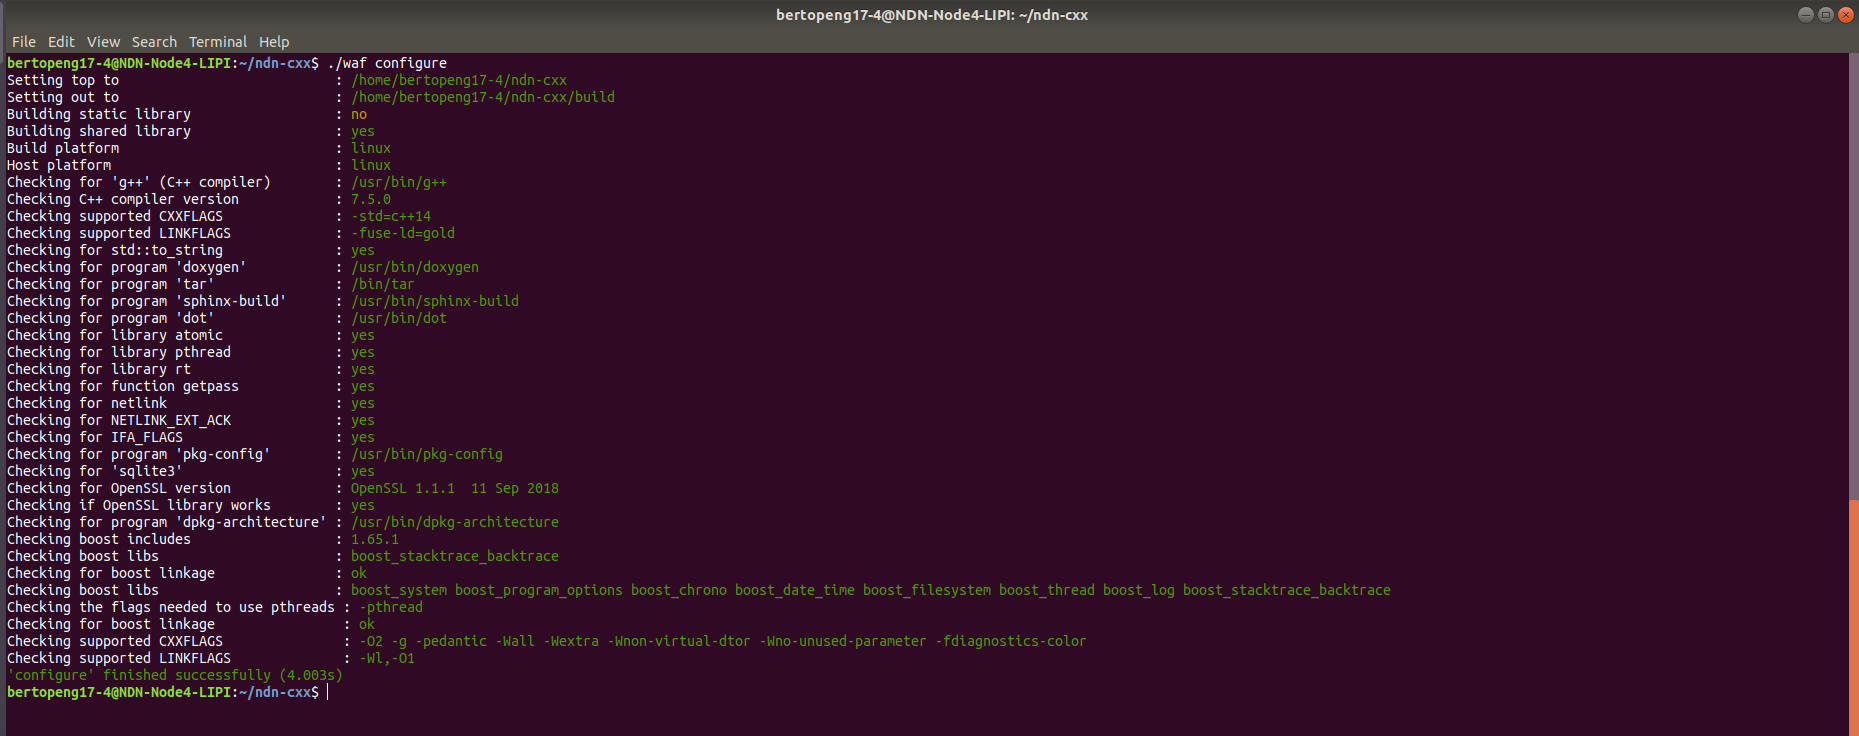 bertopeng17-4@NDN-Node4-LIPI: ~/ndn-cxx
File Edit View Search Terminal Help
bertopeng17-4@NDN-Node4-LIPI:~/ndn-cxx$ ./waf configure
Setting top to : /home/bertopeng17-4/ndn-cxx
Setting out to : /home/bertopeng17-4/ndn-cxx/build
Building static library : no
Building shared library : yes
Build platform : linux
Host platform : linux
Checking for 'g++' (C++ compiler) : /usr/bin/g++
Checking C++ compiler version : 7.5.0
Checking supported CXXFLAGS : -std=c++14
Checking supported LINKFLAGS : -fuse-ld=gold
Checking for std::to_string : yes
Checking for program 'doxygen' : /usr/bin/doxygen
Checking for program 'tar' : /bin/tar
Checking for program 'sphinx-build' : /usr/bin/sphinx-build
Checking for program 'dot' : /usr/bin/dot
Checking for library atomic : yes
Checking for library pthread : yes
Checking for library rt : yes
Checking for function getpass : yes
Checking for netlink : yes
Checking for NETLINK_EXT_ACK : yes
Checking for IFA_FLAGS : yes
Checking for program 'pkg-config' : /usr/bin/pkg-config
Checking for 'sqlite3' : yes
Checking for OpenSSL version : OpenSSL 1.1.1  11 Sep 2018
Checking if OpenSSL library works : yes
Checking for program 'dpkg-architecture' : /usr/bin/dpkg-architecture
Checking boost includes : 1.65.1
Checking boost libs : boost_stacktrace_backtrace
Checking for boost linkage : ok
Checking boost libs : boost_system boost_program_options boost_chrono boost_date_time boost_filesystem boost_thread boost_log boost_stacktrace_backtrace
Checking the flags needed to use pthreads : -pthread
Checking for boost linkage : ok
Checking supported CXXFLAGS : -O2 -g -pedantic -Wall -Wextra -Wnon-virtual-dtor -Wno-unused-parameter -fdiagnostics-color
Checking supported LINKFLAGS : -Wl,-O1
'configure' finished successfully (4.003s)
bertopeng17-4@NDN-Node4-LIPI:~/ndn-cxx$